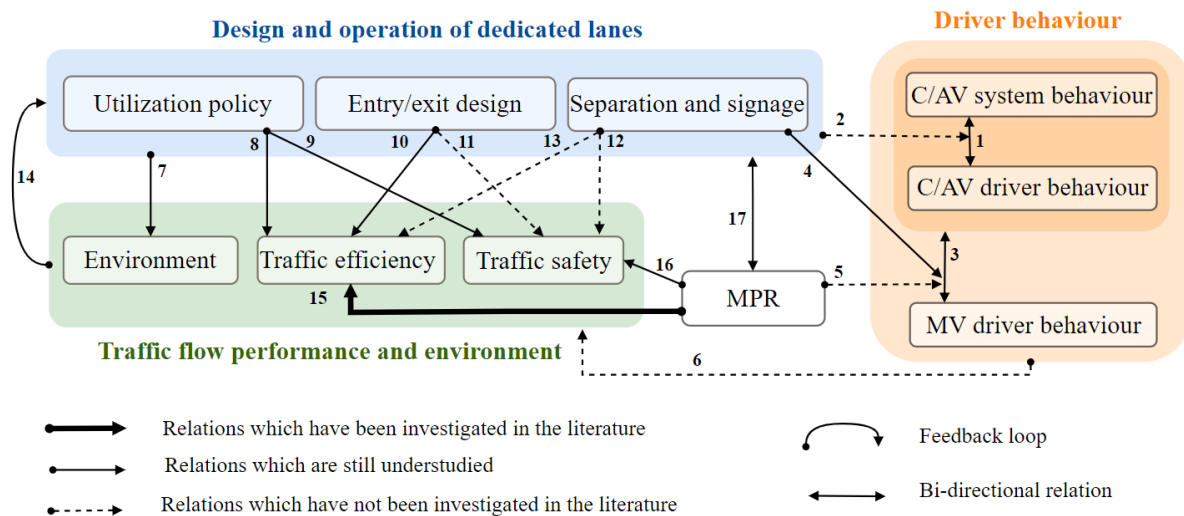 Design and operation of dedicated lanes
Driver behaviour
Utilization policy
Entry/exit design
Separation and signage
C/AV system behaviour
1
C/AV driver behaviour
2
3
4
5
MV driver behaviour
14
7
8
9
10
11
13
12
17
16
Environment
Traffic efficiency
Traffic safety
MPR
15
Traffic flow performance and environment
6
Relations which have been investigated in the literature
Relations which are still understudied
Relations which have not been investigated in the literature
Feedback loop
Bi-directional relation